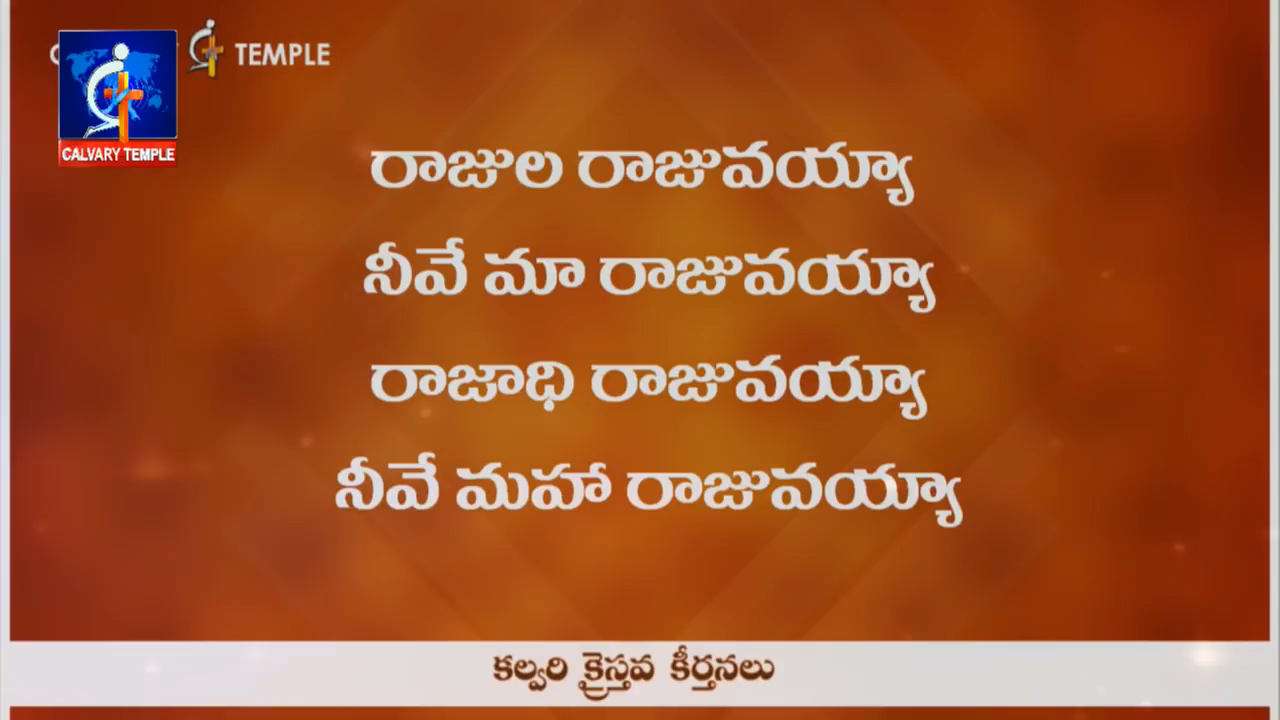 TEMPLE
CALVARY TEMPLE
రాజుల రాజువయ్యా
నీవే మా రాజువయ్యా
రాజాధి రాజువయ్యా
నీవే మహా రాజువయ్యా
కల్వరి క్రైస్తవ కీర్తనలు